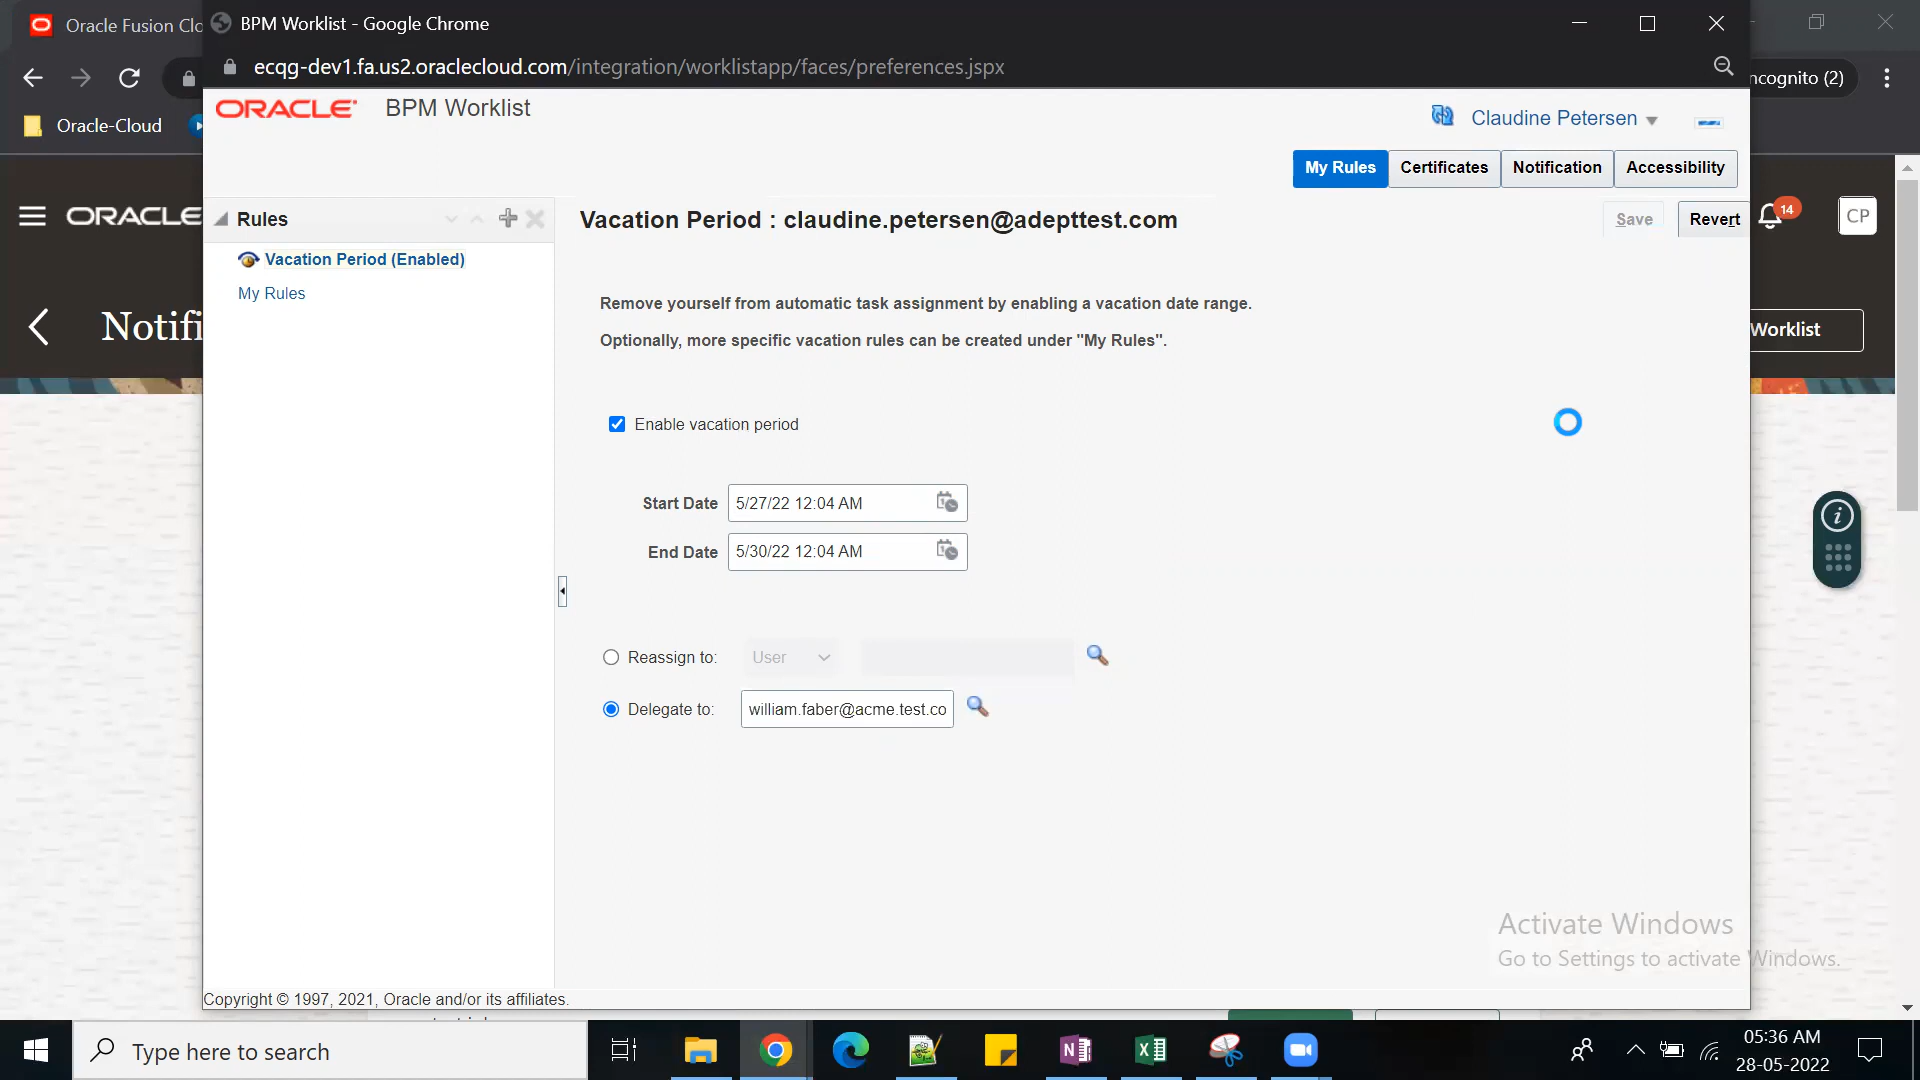 Oracle Fusion Clo
BPM Worklist - Google Chrome
ecqg-dev1.fa.us2.oraclecloud.com/integration/worklistapp/faces/preferences.jspx
ncognito (2)
Oracle-Cloud
ORACLE BPM Worklist
Claudine Petersen
My Rules Certificates Notification Accessibility
ORACLE
Rules
Vacation Period : claudine.petersen@adepttest.com
Save Revert
14
CP
Vacation Period (Enabled)
My Rules
Notifi
Worklist
Remove yourself from automatic task assignment by enabling a vacation date range.
Optionally, more specific vacation rules can be created under "My Rules".
Enable vacation period
Start Date 5/27/22 12:04 AM
End Date 5/30/22 12:04 AM
Reassign to: User
Delegate to: william.faber@acme.test.co
Activate Windows
Go to Settings to activate Windows.
Copyright © 1997, 2021, Oracle and/or its affiliates.
Type here to search
05:36 AM
28-05-2022